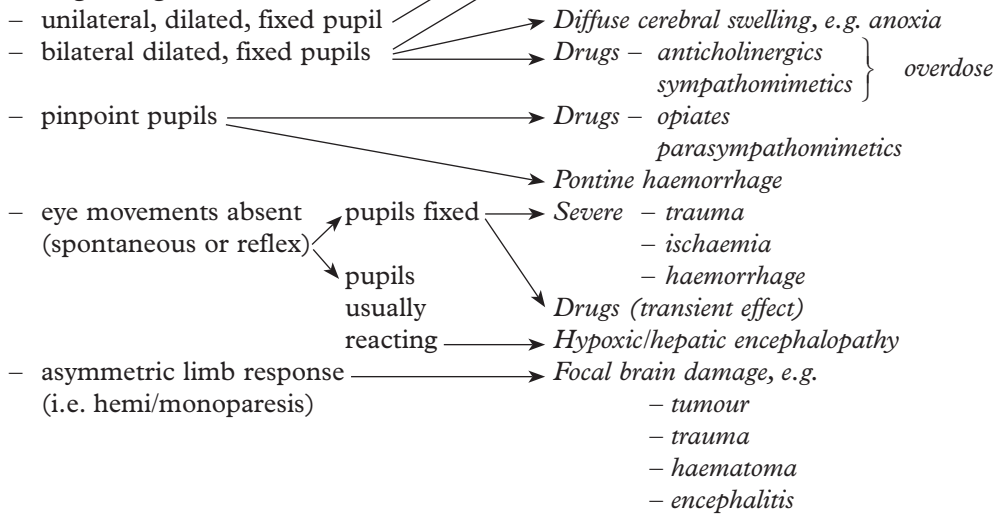 – unilateral, dilated, fixed pupil Diffuse cerebral swelling, e.g. anoxia
– bilateral dilated, fixed pupils Drugs – anticholinergics
sympathomimetics } overdose
– pinpoint pupils Drugs – opiates
parasympathomimetics
Pontine haemorrhage
– eye movements absent pupils fixed Severe – trauma
(spontaneous or reflex) – ischaemia
pupils – haemorrhage
usually Drugs (transient effect)
reacting Hypoxic/hepatic encephalopathy
– asymmetric limb response Focal brain damage, e.g.
(i.e. hemi/monoparesis) – tumour
– trauma
– haematoma
– encephalitis